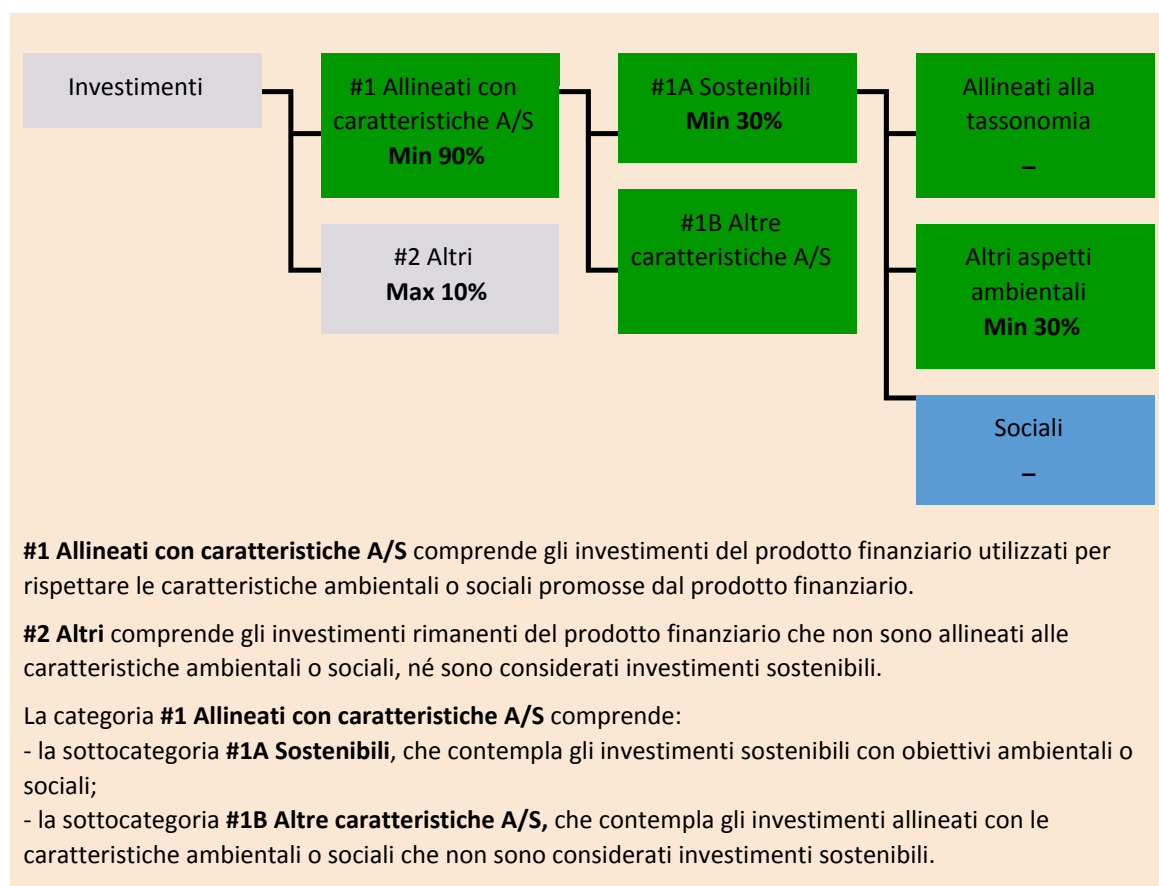 Investimenti
#1 Allineati con
caratteristiche A/S
Min 90%
#2 Altri
Max 10%
#1A Sostenibili
Min 30%
#1B Altre
caratteristiche A/S
Allineati alla
tassonomia
–
Altri aspetti
ambientali
Min 30%
Sociali
–
#1 Allineati con caratteristiche A/S comprende gli investimenti del prodotto finanziario utilizzati per
rispettare le caratteristiche ambientali o sociali promosse dal prodotto finanziario.
#2 Altri comprende gli investimenti rimanenti del prodotto finanziario che non sono allineati alle
caratteristiche ambientali o sociali, né sono considerati investimenti sostenibili.
La categoria #1 Allineati con caratteristiche A/S comprende:
- la sottocategoria #1A Sostenibili, che contempla gli investimenti sostenibili con obiettivi ambientali o
sociali;
- la sottocategoria #1B Altre caratteristiche A/S, che contempla gli investimenti allineati con le
caratteristiche ambientali o sociali che non sono considerati investimenti sostenibili.